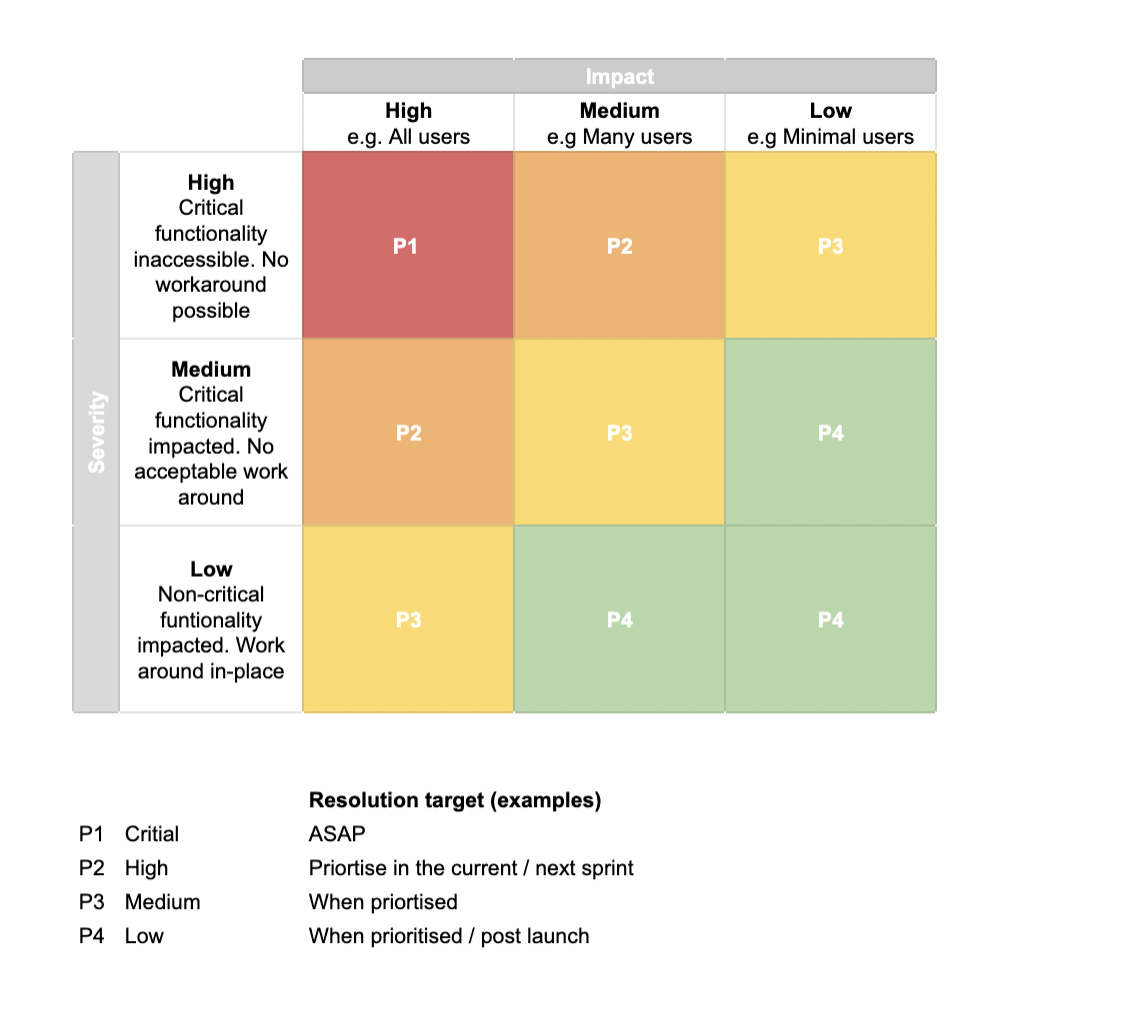 Impact
High
e.g. All users
Medium
e.g Many users
Low
e.g Minimal users
Severity
High
Critical
functionality
inaccessible. No
workaround
possible
P1
P2
P3
Medium
Critical
functionality
impacted. No
acceptable work
around
P2
P3
P4
Low
Non-critical
funtionality
impacted. Work
around in-place
P3
P4
P4
Resolution target (examples)
P1 Critial ASAP
P2 High Priortise in the current / next sprint
P3 Medium When priortised
P4 Low When prioritised / post launch